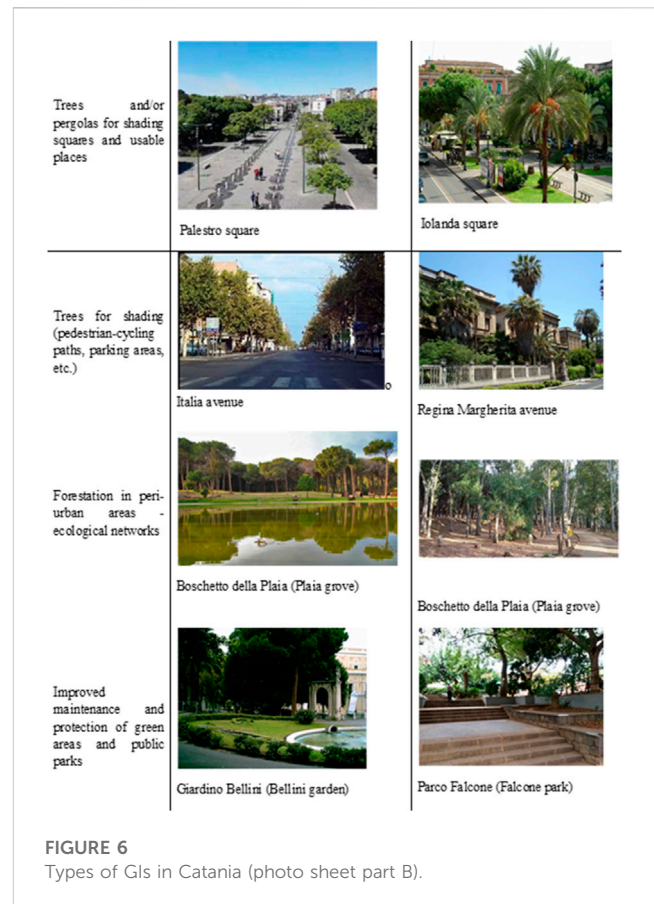 Trees and/or
pergolas for shading
squares and usable
places
Palestro square
Iolanda square
Trees for shading
(pedestrian-cycling
paths, parking areas,
etc.)
o
Italia avenue
Regina Margherita avenue
Forestation in peri-
urban areas -
ecological networks
Boschetto della Plaia (Plaia grove)
Boschetto della Plaia (Plaia grove)
Improved
maintenance and
protection of green
areas and public
parks
Giardino Bellini (Bellini garden)
Parco Falcone (Falcone park)
FIGURE 6
Types of GIs in Catania (photo sheet part B).